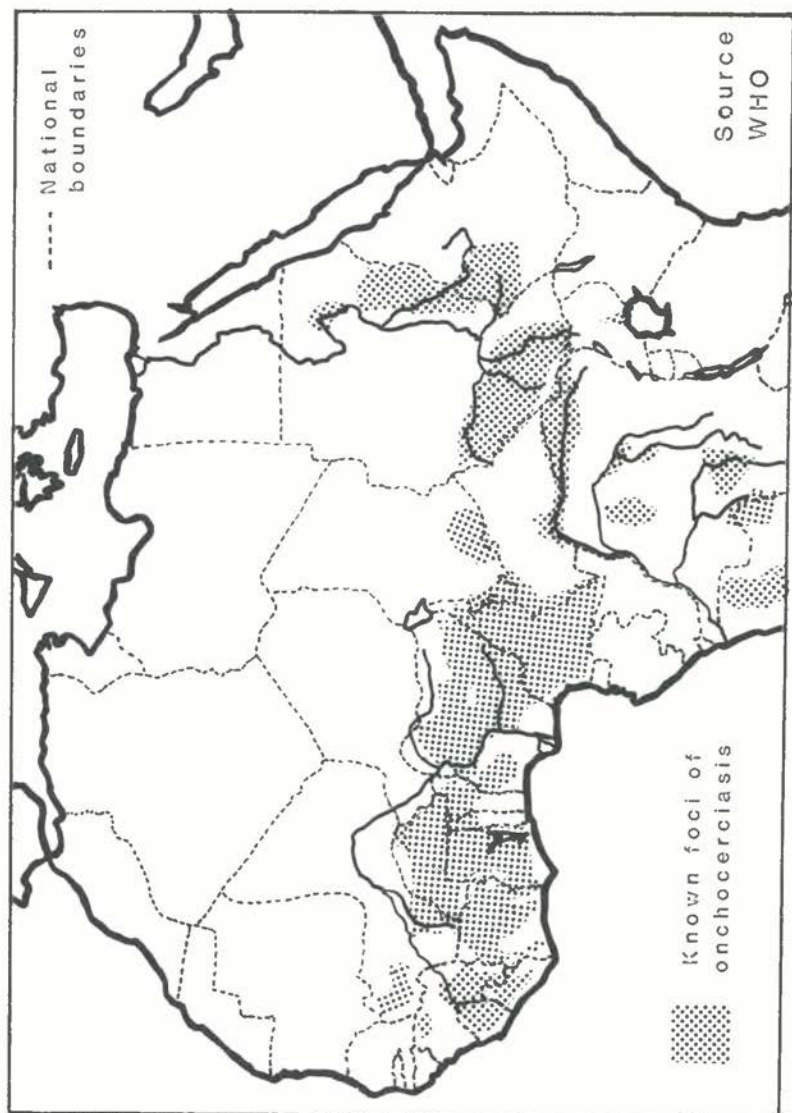 ---- National
boundaries
Source
WHO
Known foci of
onchocerciasis